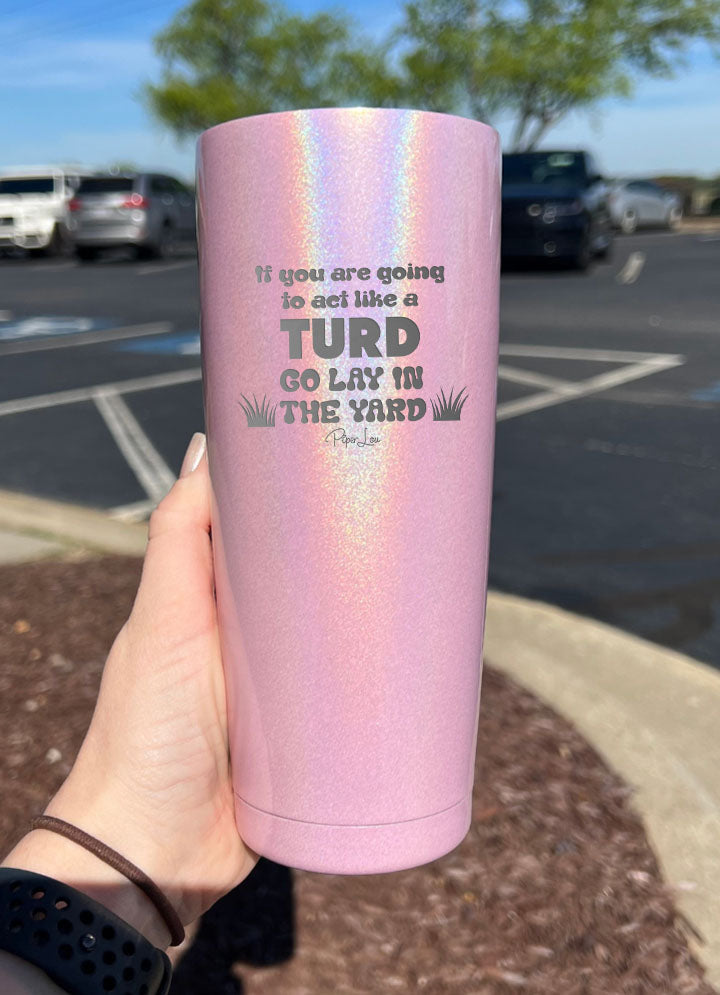 If you are going
to act like a
TURD
GO LAY IN
THE YARD
Piper Lou